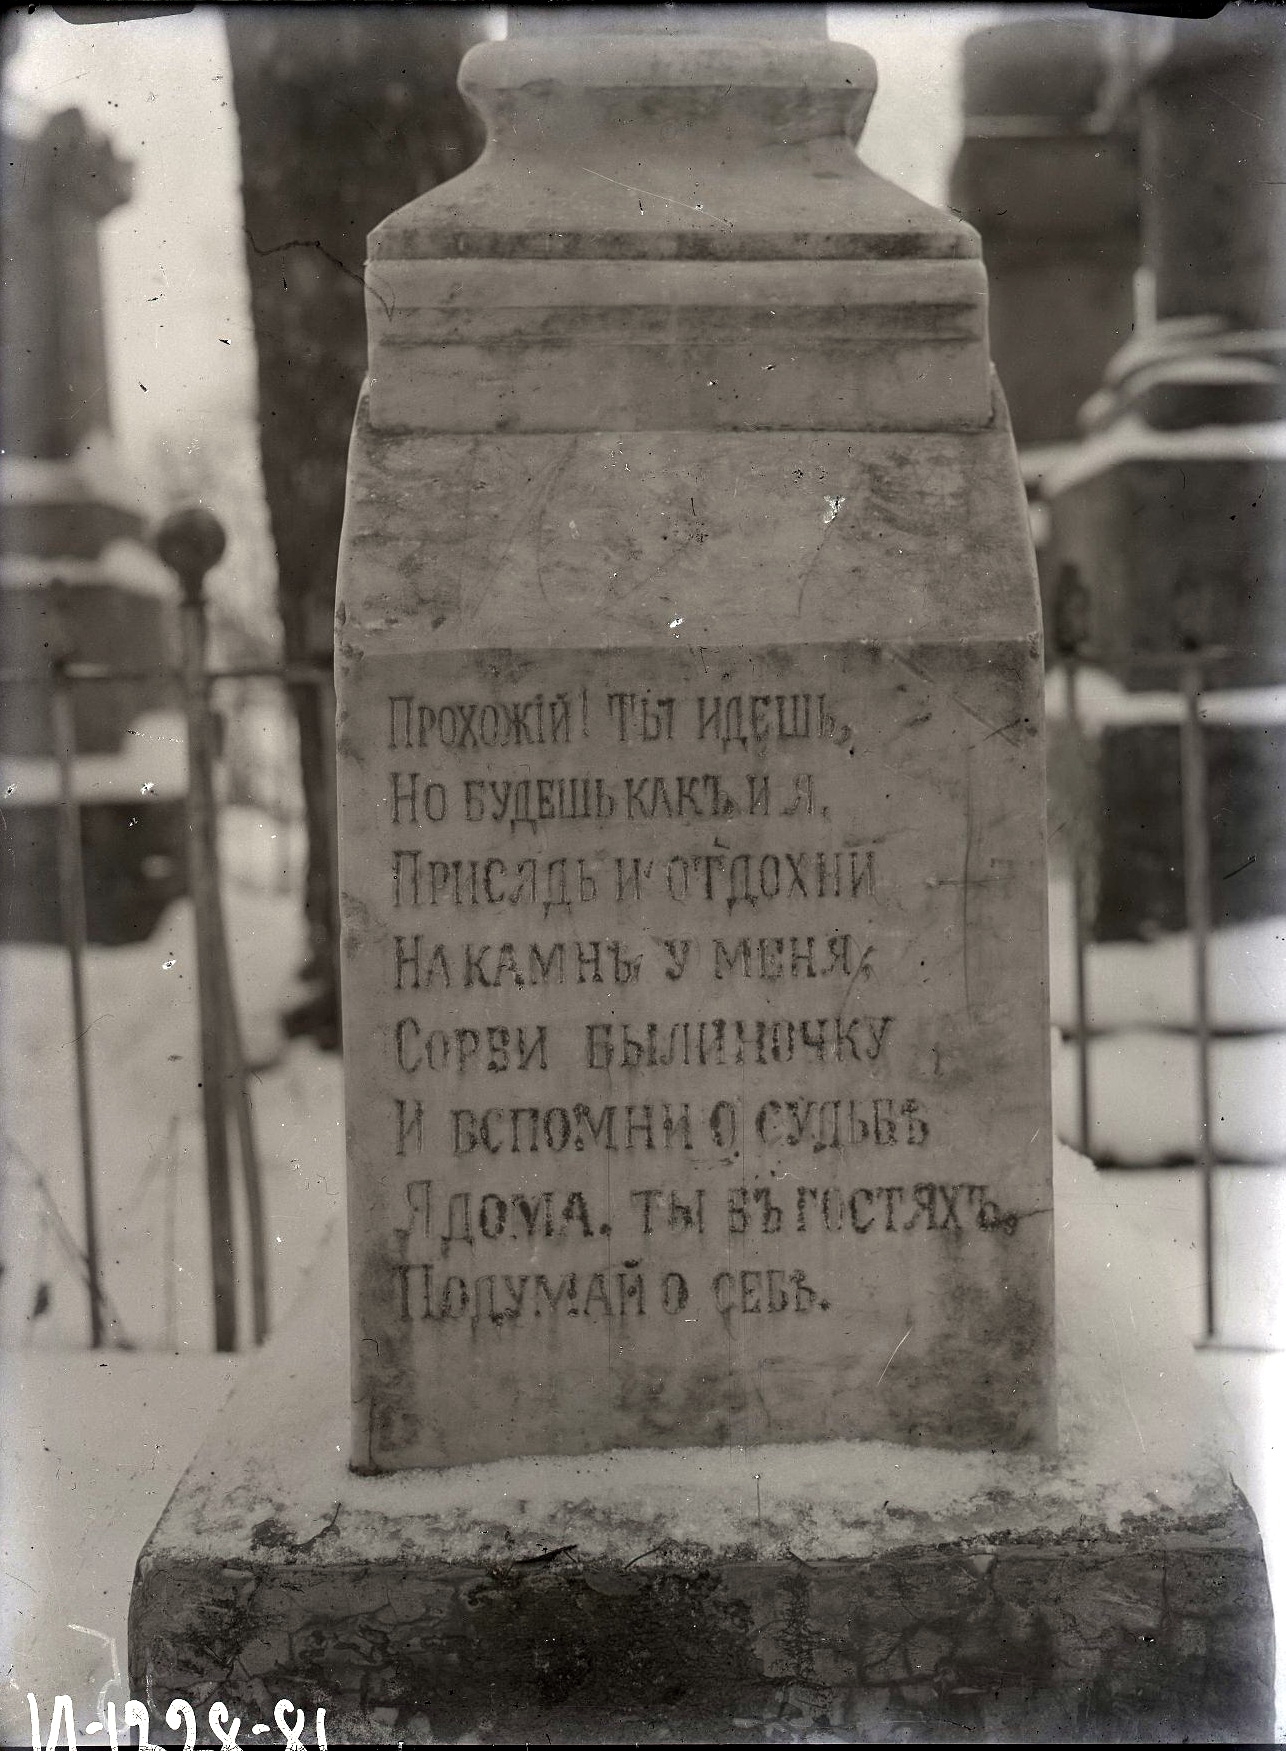 Прохожій! Ты идешь,
Но будешь какъ и я.
Присядь и отдохни
На камнѣ у меня,
Сорви былиночку
И вспомни о судьбѣ
Я дома. ты въ гостяхъ.
Подумай о себѣ.